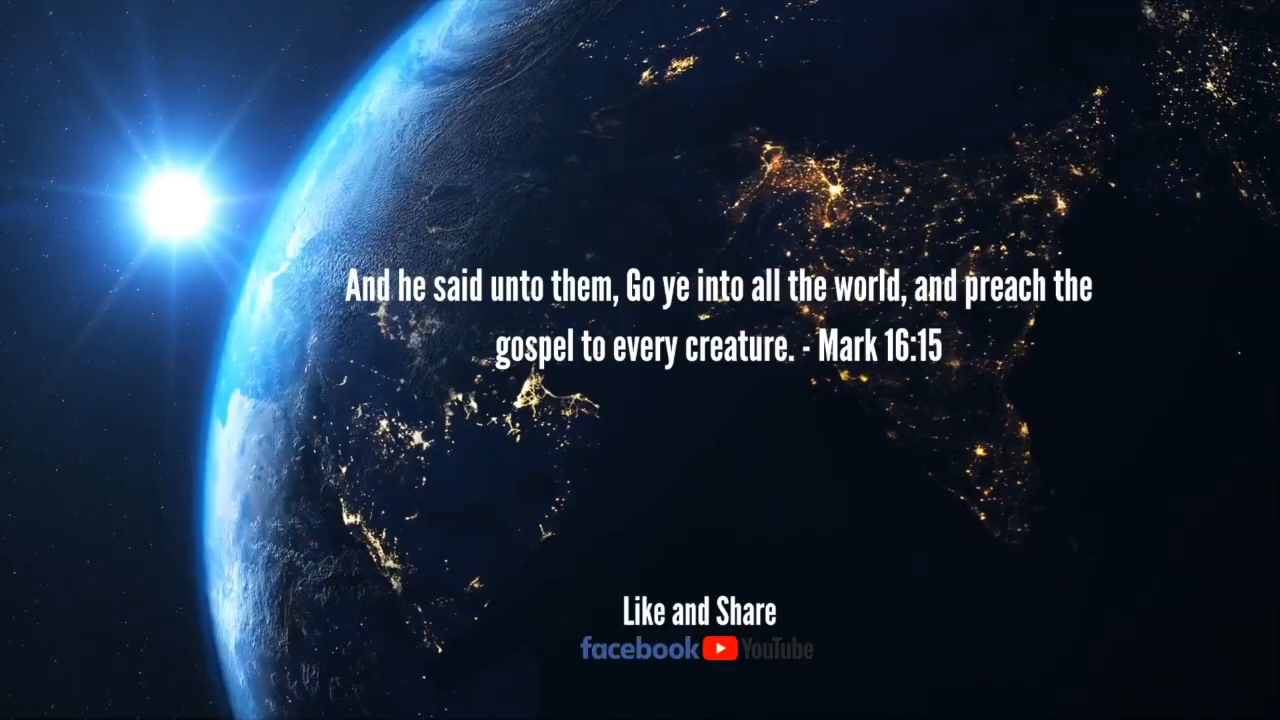 And he said unto them, Go ye into all the world, and preach the
gospel to every creature. - Mark 16:15
Like and Share
facebook YouTube